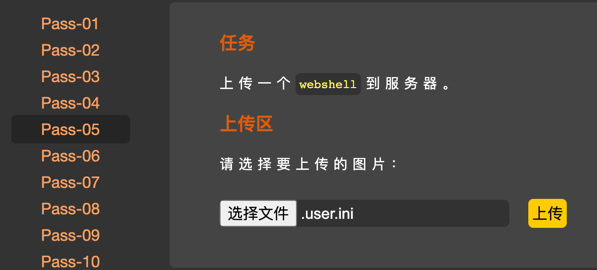 Pass-01
Pass-02
Pass-03
Pass-04
Pass-05
Pass-06
Pass-07
Pass-08
Pass-09
Pass-10
任务
上传一个 webshell 到服务器。
上传区
请选择要上传的图片：
选择文件 .user.ini 上传